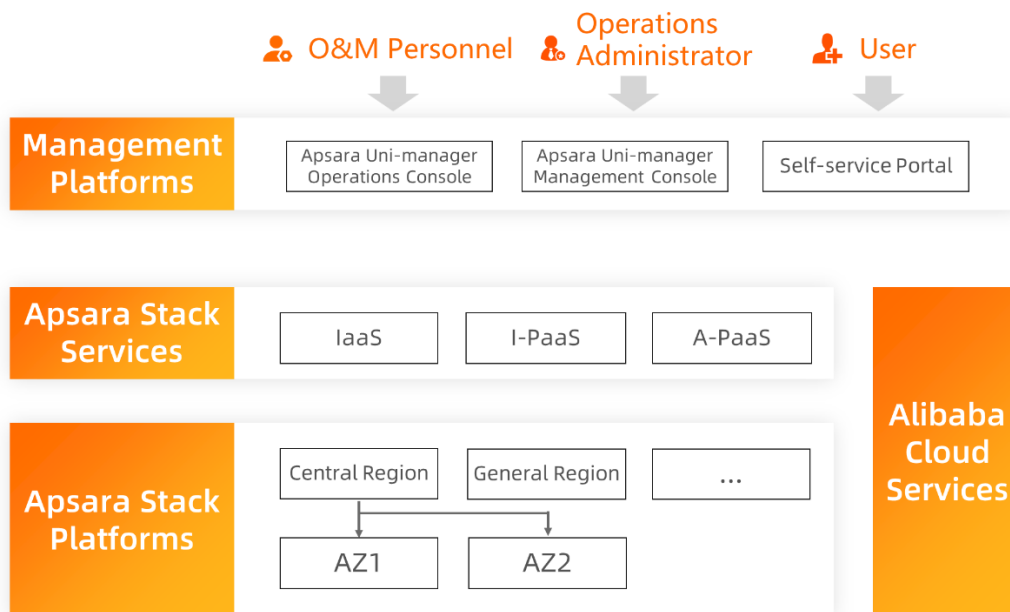 O&M Personnel
Operations
Administrator
User
Management
Platforms
Apsara Uni-manager
Operations Console
Apsara Uni-manager
Management Console
Self-service Portal
Apsara Stack
Services
IaaS
I-PaaS
A-PaaS
Alibaba
Cloud
Services
Apsara Stack
Platforms
Central Region
General Region
...
AZ1
AZ2